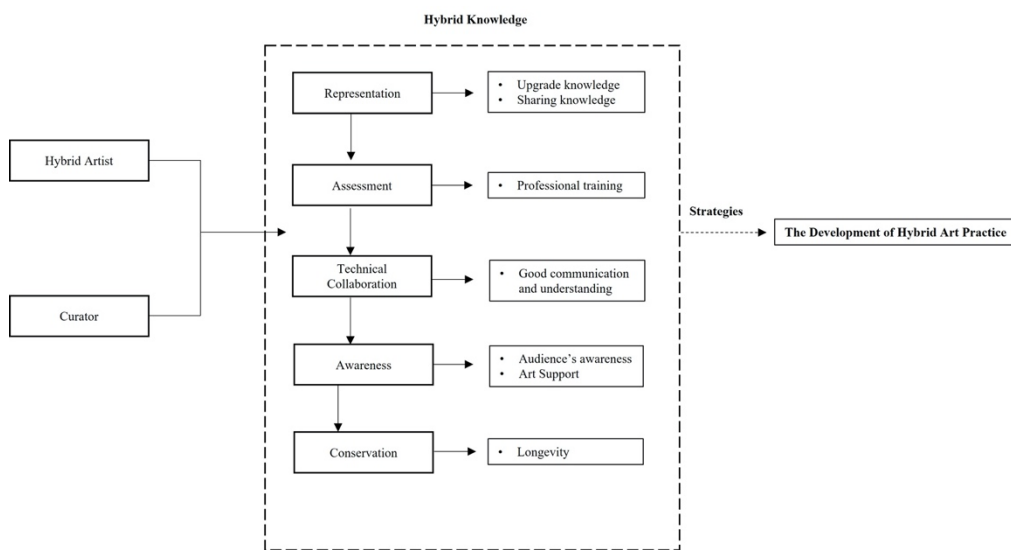 Hybrid Knowledge
Hybrid Artist
Curator
Representation
• Upgrade knowledge
• Sharing knowledge
Assessment
• Professional training
Technical
Collaboration
• Good communication
and understanding
Awareness
• Audience’s awareness
• Art Support
Conservation
• Longevity
Strategies
The Development of Hybrid Art Practice